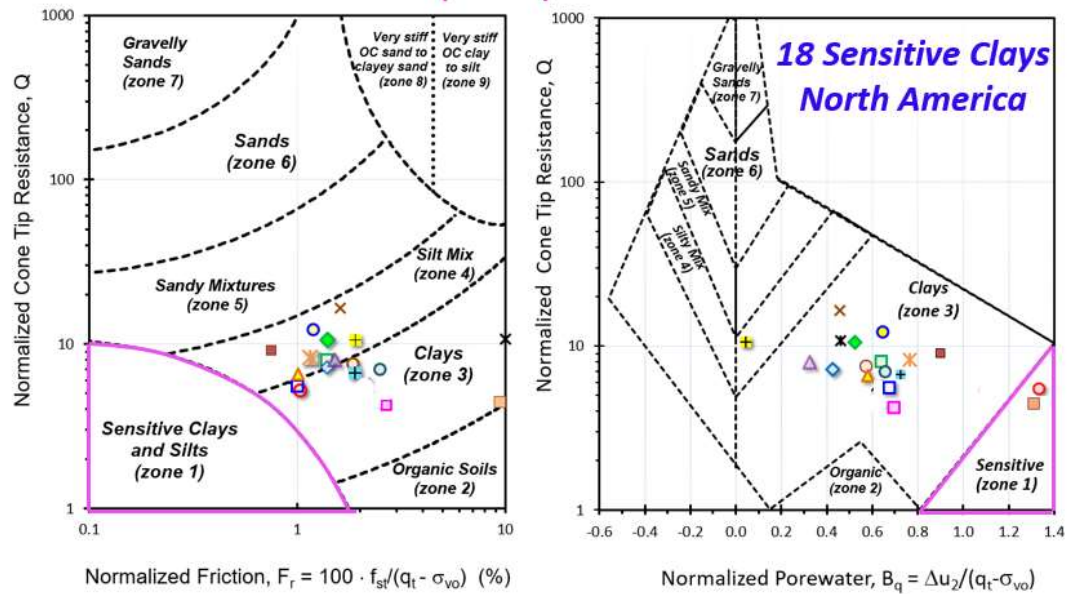 Normalized Cone Tip Resistance, Q
1000
100
10
1
0.1
1
10
Gravelly
Sands
(zone 7)
Very stiff
OC sand to
clayey sand
(zone 8)
Very stiff
OC clay
to silt
(zone 9)
Sands
(zone 6)
Sandy Mixtures
(zone 5)
Silt Mix
(zone 4)
Clays
(zone 3)
Sensitive Clays
and Silts
(zone 1)
Organic Soils
(zone 2)
Normalized Friction, Fr = 100 · fst/(qt - σvo) (%)
Normalized Cone Tip Resistance, Q
1000
100
10
1
-0.6
-0.4
-0.2
0.0
0.2
0.4
0.6
0.8
1.0
1.2
1.4
18 Sensitive Clays
North America
Gravelly
Sands
(zone 7)
Sands
(zone 6)
Sandy Mix
(zone 5)
Silty Mix
(zone 4)
Clays
(zone 3)
Organic
(zone 2)
Sensitive
(zone 1)
Normalized Porewater, Bq = Δu2/(qt-σvo)